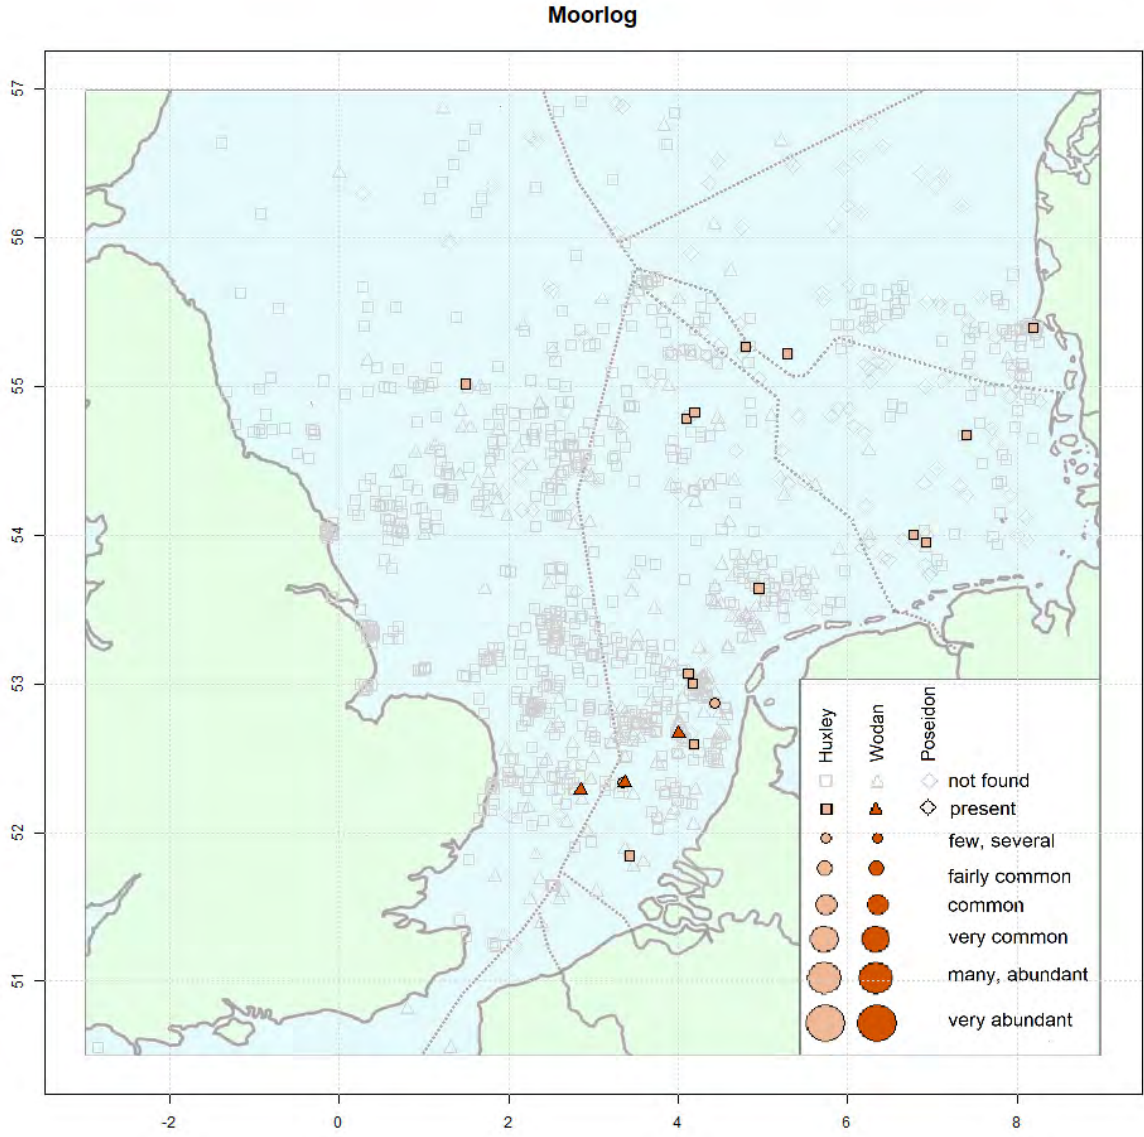 Moorlog
57
56
55
54
53
52
51
-2
0
2
4
6
8
Huxley
Wodan
Poseidon
not found
present
few, several
fairly common
common
very common
many, abundant
very abundant